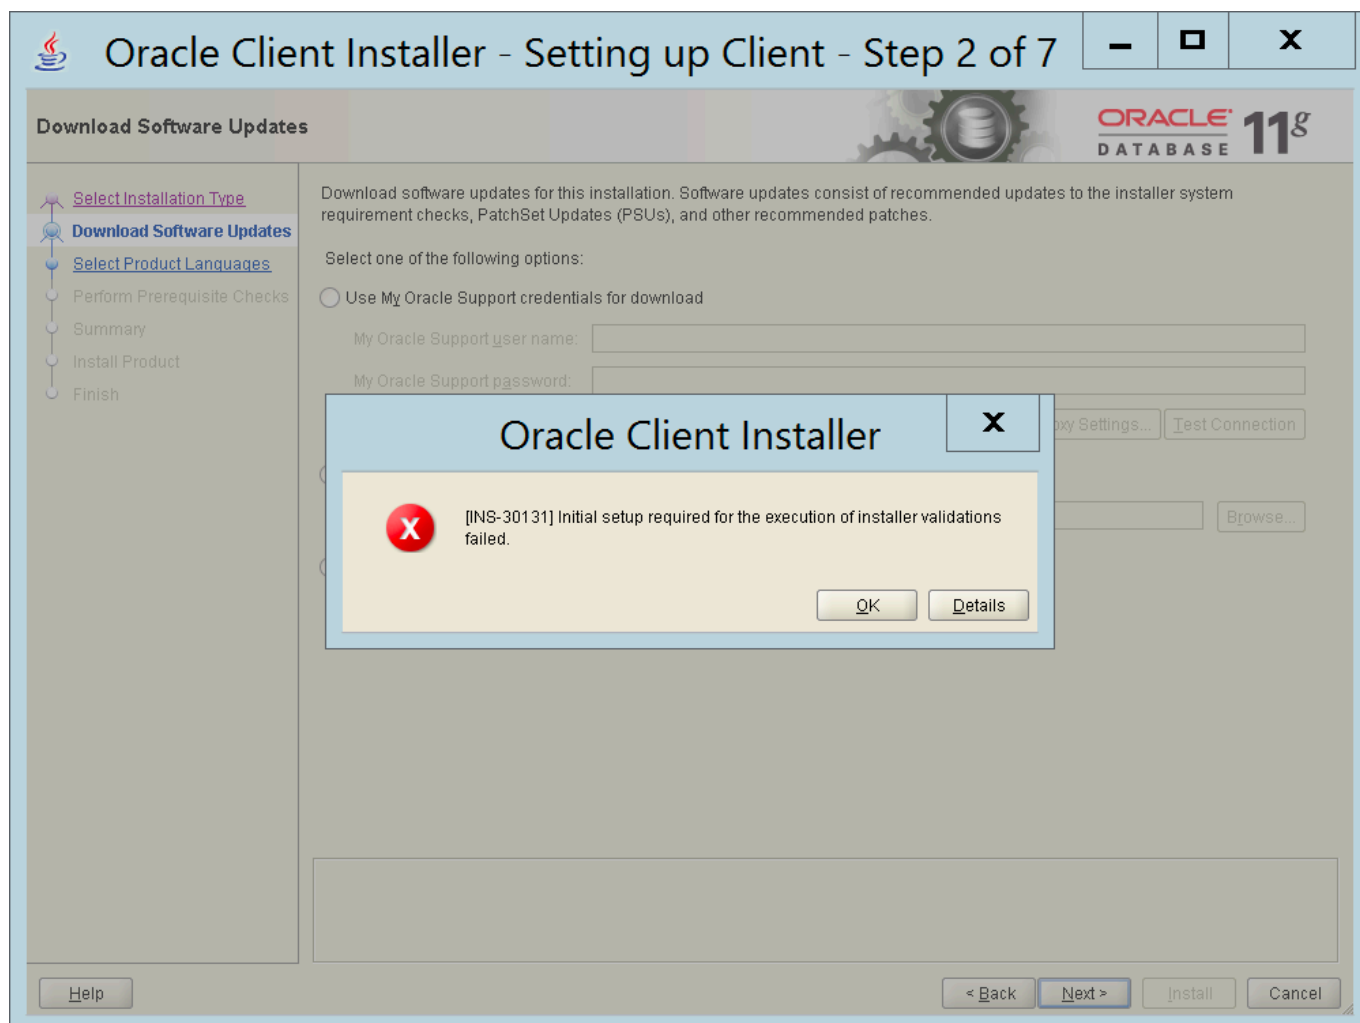 Oracle Client Installer - Setting up Client - Step 2 of 7
Download Software Updates
ORACLE
DATABASE
11g
Select Installation Type
Download Software Updates
Select Product Languages
Perform Prerequisite Checks
Summary
Install Product
Finish
Download software updates for this installation. Software updates consist of recommended updates to the installer system
requirement checks, PatchSet Updates (PSUs), and other recommended patches.
Select one of the following options:
Use My Oracle Support credentials for download
My Oracle Support user name:
My Oracle Support password:
Settings...
Test Connection
Oracle Client Installer
[INS-30131] Initial setup required for the execution of installer validations
failed.
OK
Details
Browse...
Help
< Back
Next >
Install
Cancel